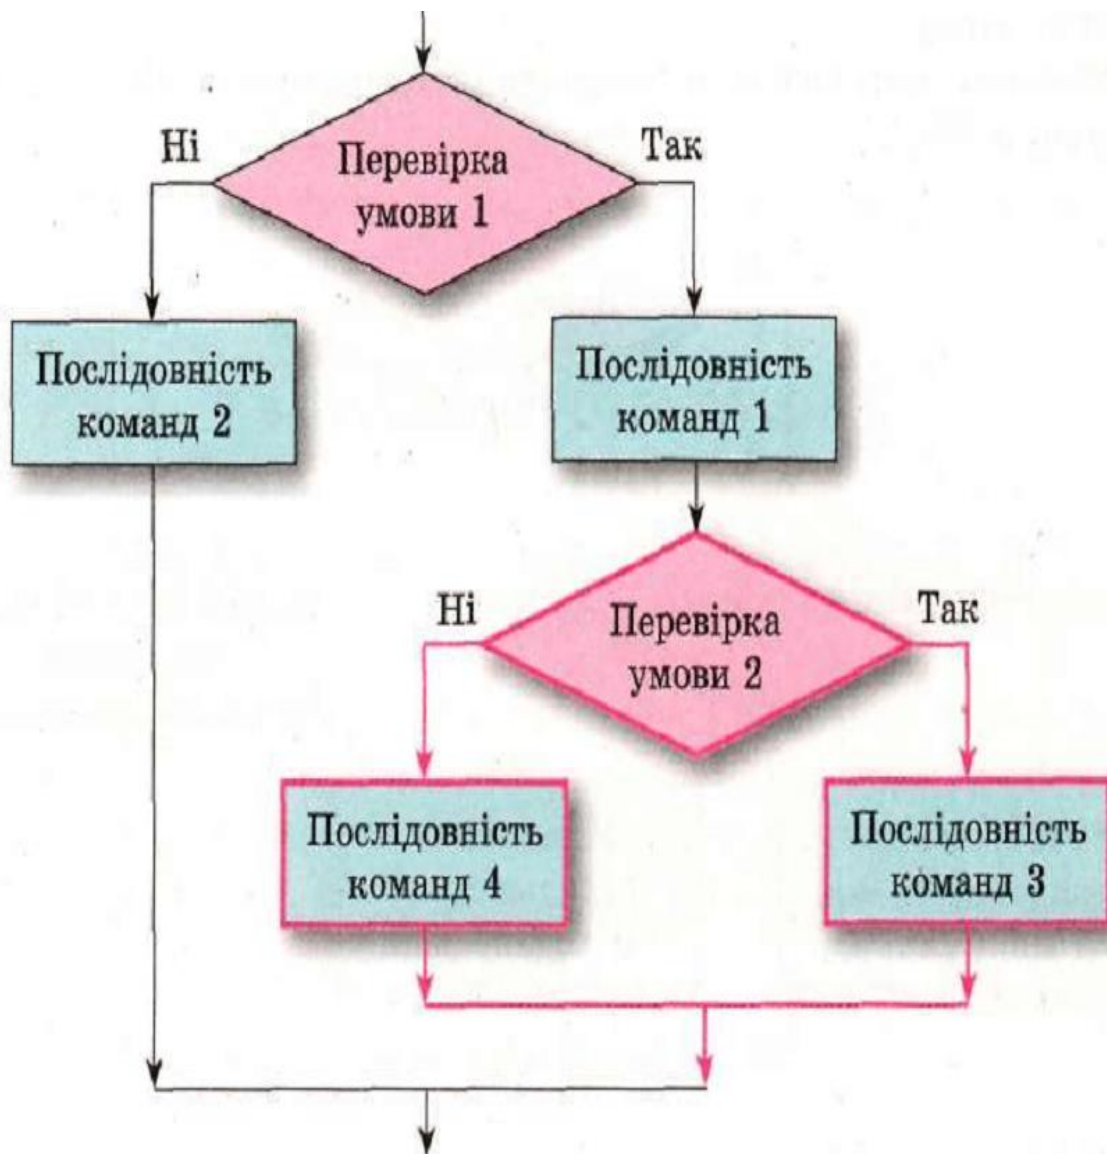 Ні
Перевірка
умови 1
Так
Послідовність
команд 2
Послідовність
команд 1
Ні
Перевірка
умови 2
Так
Послідовність
команд 4
Послідовність
команд 3